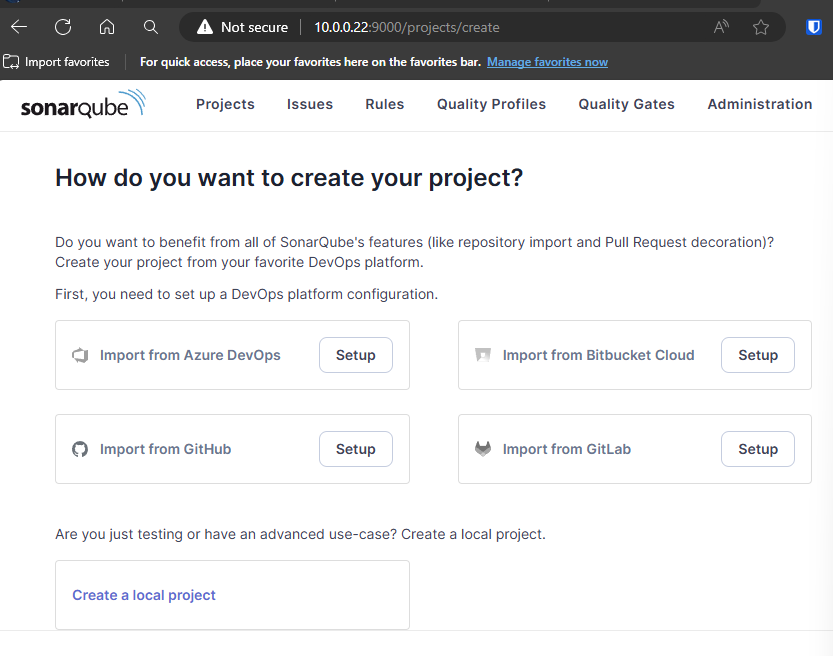 Not secure 10.0.0.22:9000/projects/create
Import favorites For quick access, place your favorites here on the favorites bar. Manage favorites now
sonarqube Projects Issues Rules Quality Profiles Quality Gates Administration
How do you want to create your project?
Do you want to benefit from all of SonarQube's features (like repository import and Pull Request decoration)?
Create your project from your favorite DevOps platform.
First, you need to set up a DevOps platform configuration.
Import from Azure DevOps Setup Import from Bitbucket Cloud Setup
Import from GitHub Setup Import from GitLab Setup
Are you just testing or have an advanced use-case? Create a local project.
Create a local project